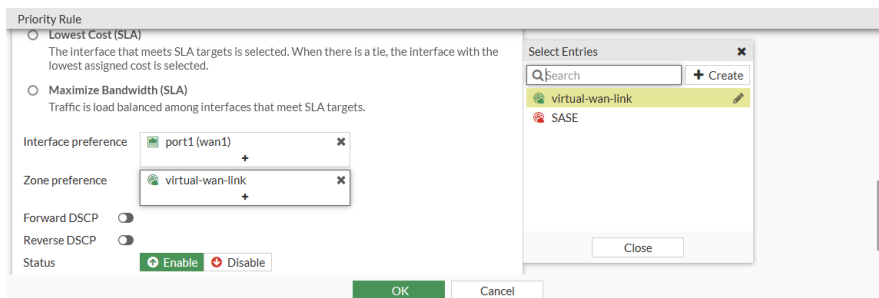 Priority Rule
Lowest Cost (SLA)
The interface that meets SLA targets is selected. When there is a tie, the interface with the
lowest assigned cost is selected.
Maximize Bandwidth (SLA)
Traffic is load balanced among interfaces that meet SLA targets.
Interface preference
port1 (wan1)
+
Zone preference
virtual-wan-link
+
Forward DSCP
Reverse DSCP
Status
Enable
Disable
Select Entries
Search
+ Create
virtual-wan-link
SASE
Close
OK
Cancel